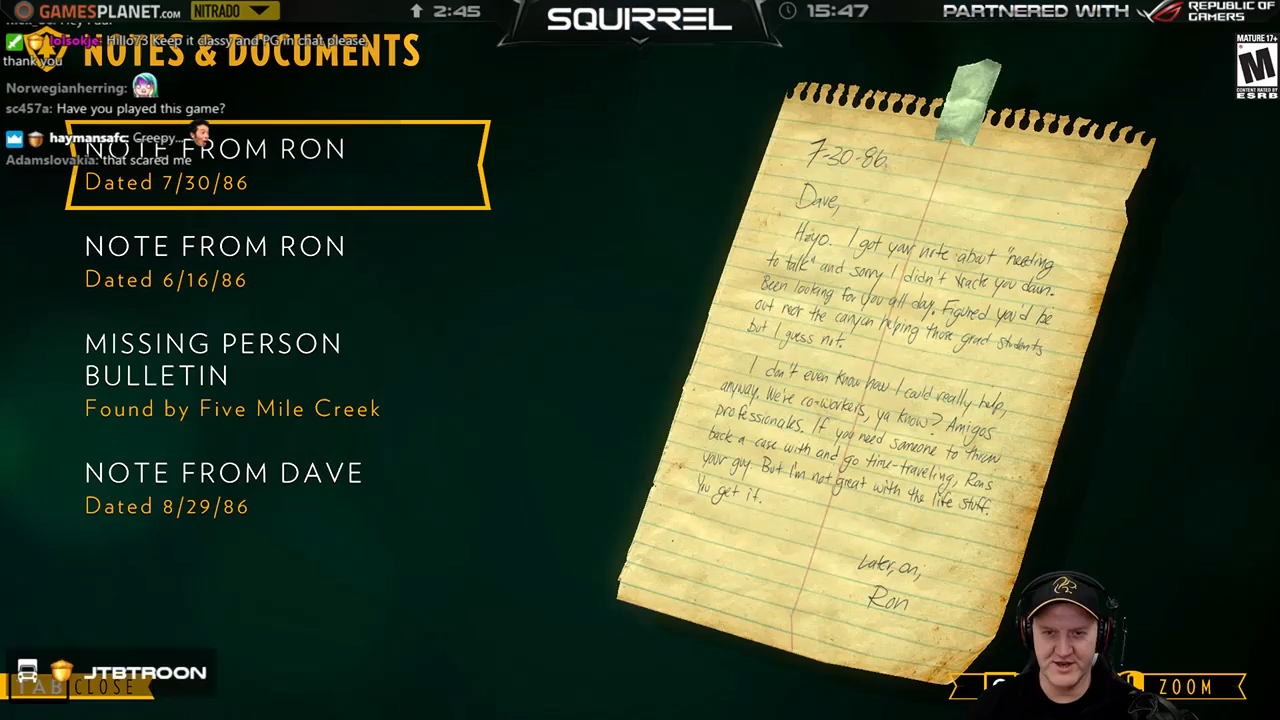 GAMESPLANET.COM NITRADO 2:45 SQUIRREL 15:47 PARTNERED WITH REPUBLIC OF GAMERS
lolsokje: Hillo73 Keep it classy and PG in chat please
thank you
NOTES & DOCUMENTS
MATURE 17+
M
CONTENT RATED BY
ESRB
Norwegianherring:
sc457a: Have you played this game?
haymansafc: Creepy...
Adamslovakia: that scared me
NOTE FROM RON
Dated 7/30/86
NOTE FROM RON
Dated 6/16/86
MISSING PERSON
BULLETIN
Found by Five Mile Creek
NOTE FROM DAVE
Dated 8/29/86
7-30-86
Dave,
Hiyo. I got your note about "needing
to talk" and sorry I didn't track you down.
Been looking for you all day. Figured you'd be
out near the canyon helping those grad students
but I guess not.
I don't even know how I could really help,
anyway. We're co-workers, ya know? Amigos
professionales. If you need someone to throw
back a case with and go time-traveling, Rons
your guy. But I'm not great with the life stuff.
You get it.
Later, on,
Ron
JTBTROON
TAB CLOSE
ZOOM